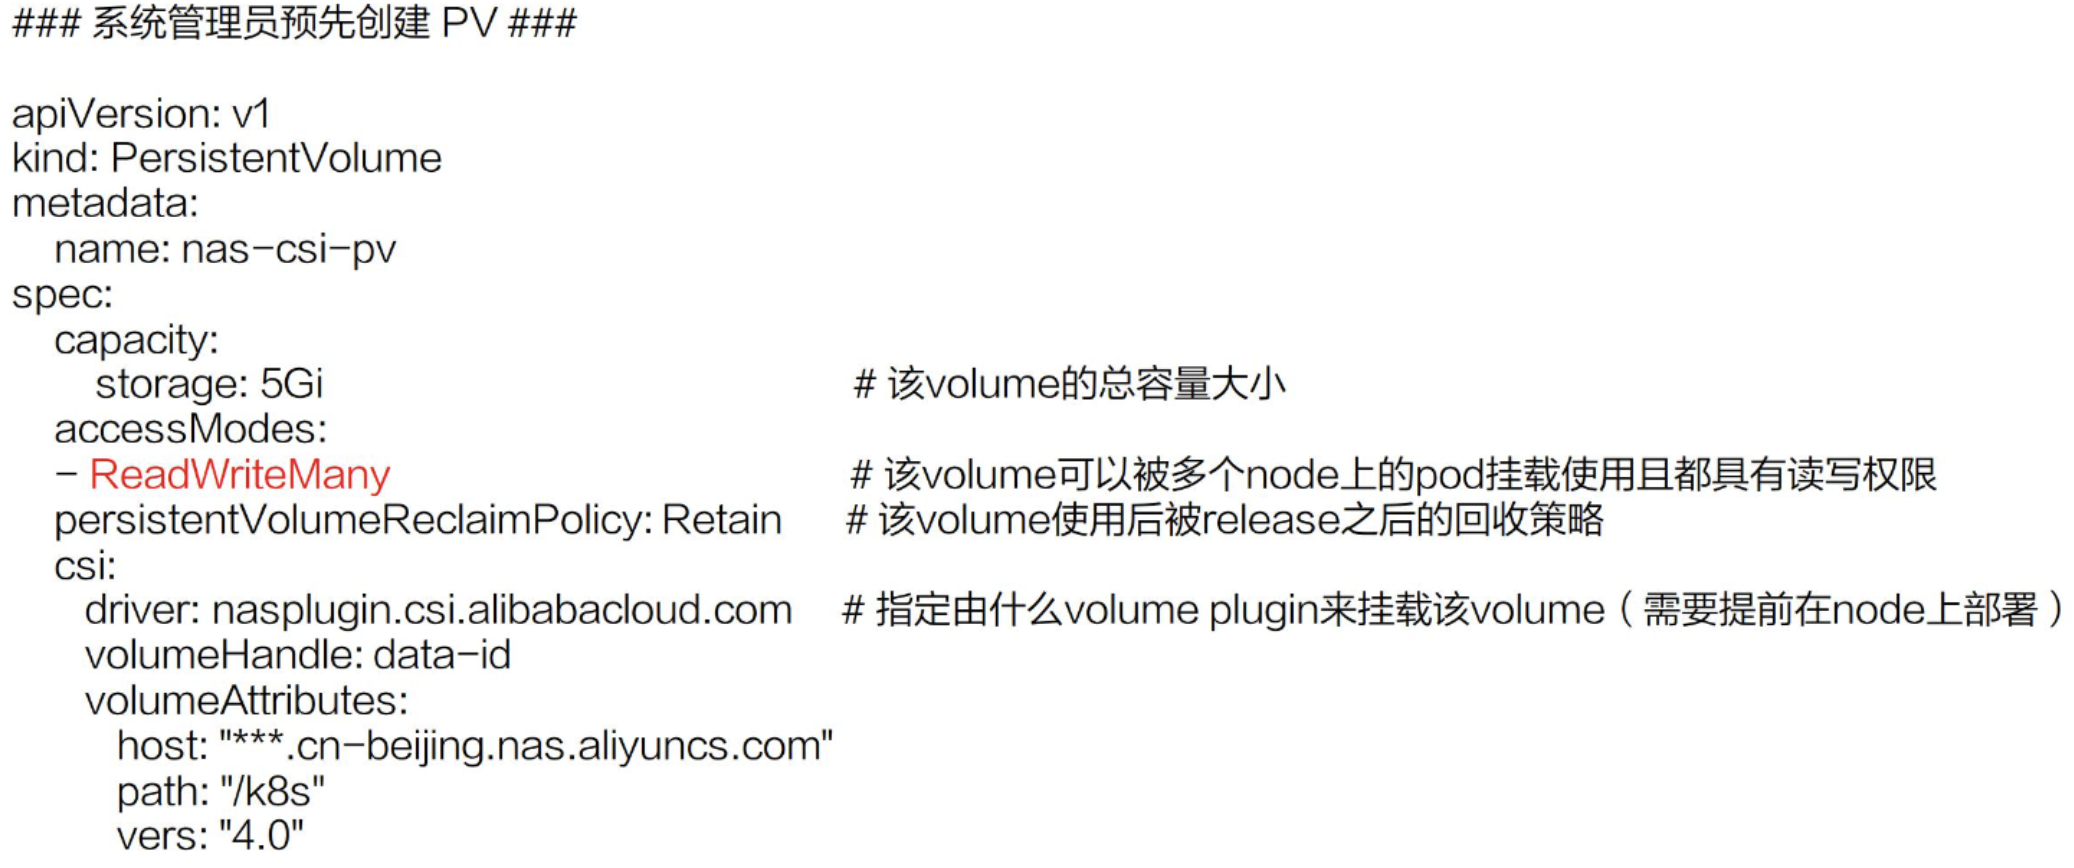 ### 系统管理员预先创建 PV ###
apiVersion: v1
kind: PersistentVolume
metadata:
name: nas-csi-pv
spec:
capacity:
storage: 5Gi # 该volume的总容量大小
accessModes:
- ReadWriteMany # 该volume可以被多个node上的pod挂载使用且都具有读写权限
persistentVolumeReclaimPolicy: Retain # 该volume使用后被release之后的回收策略
csi:
driver: nasplugin.csi.alibabacloud.com # 指定由什么volume plugin来挂载该volume（需要提前在node上部署）
volumeHandle: data-id
volumeAttributes:
host: "***.cn-beijing.nas.aliyuncs.com"
path: "/k8s"
vers: "4.0"